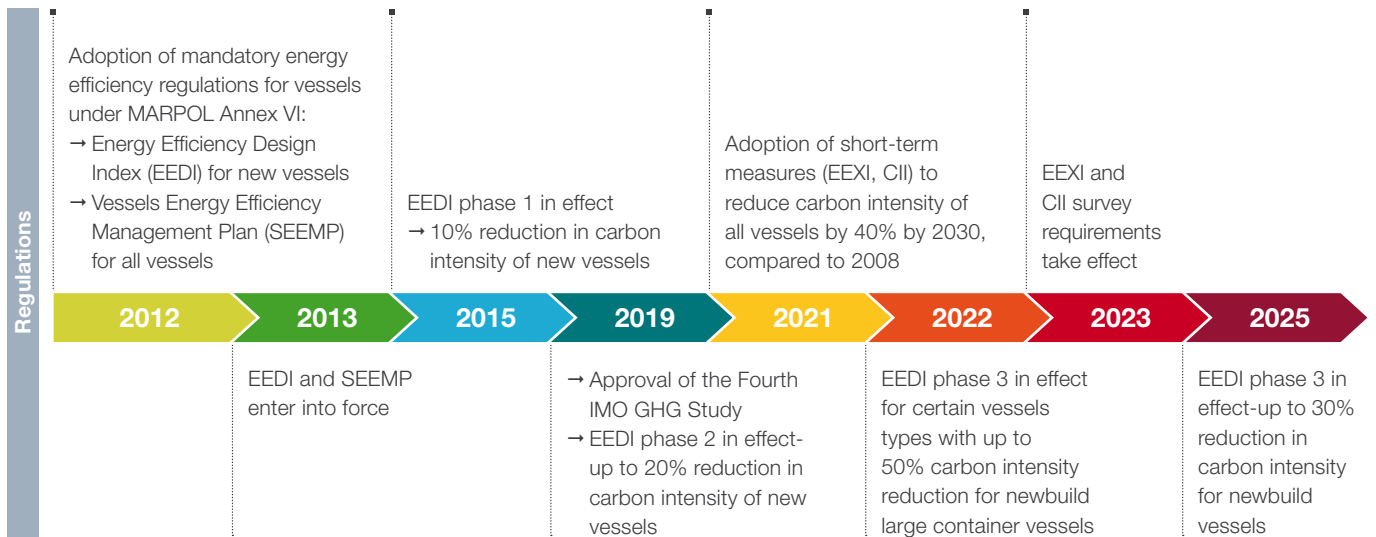 Regulations
Adoption of mandatory energy
efficiency regulations for vessels
under MARPOL Annex VI:
→ Energy Efficiency Design
Index (EEDI) for new vessels
→ Vessels Energy Efficiency
Management Plan (SEEMP)
for all vessels
EEDI phase 1 in effect
→ 10% reduction in carbon
intensity of new vessels
Adoption of short-term
measures (EEXI, CII) to
reduce carbon intensity of
all vessels by 40% by 2030,
compared to 2008
EEXI and
CII survey
requirements
take effect
2012
2013
2015
2019
2021
2022
2023
2025
EEDI and SEEMP
enter into force
→ Approval of the Fourth
IMO GHG Study
→ EEDI phase 2 in effect-
up to 20% reduction in
carbon intensity of new
vessels
EEDI phase 3 in effect
for certain vessels
types with up to
50% carbon intensity
reduction for newbuild
large container vessels
EEDI phase 3 in
effect-up to 30%
reduction in
carbon intensity
for newbuild
vessels